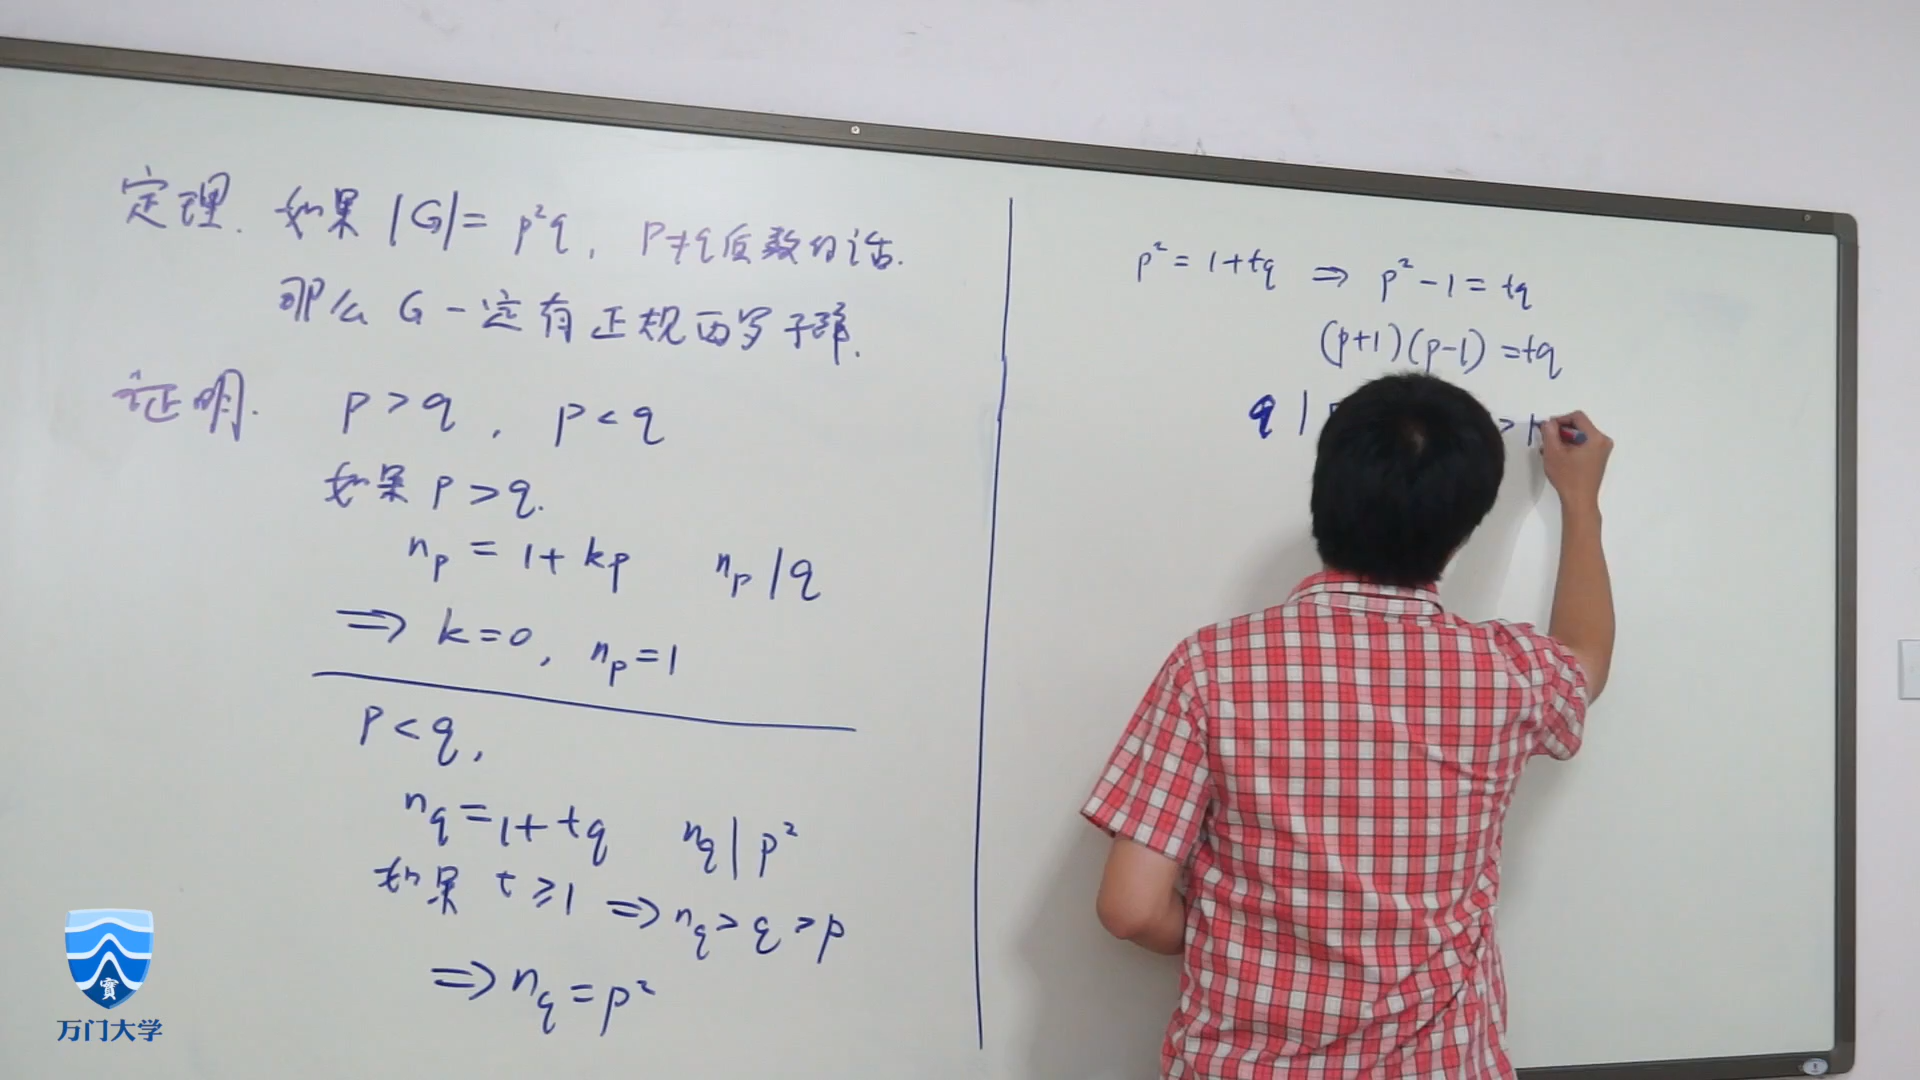 定理. 如果 |G|= p²q, p≠q质数的话.
那么 G一定有正规西罗子群.
证明. p>q, p<q
如果 p>q.
n_p = 1+kp n_p|q
⇒ k=0, n_p=1
p<q,
n_q=1+tq n_q|p²
如果 t≥1 ⇒ n_q>q>p
⇒ n_q=p²
p²=1+tq ⇒ p²-1=tq
(p+1)(p-1)=tq
q |
>
實
万门大学